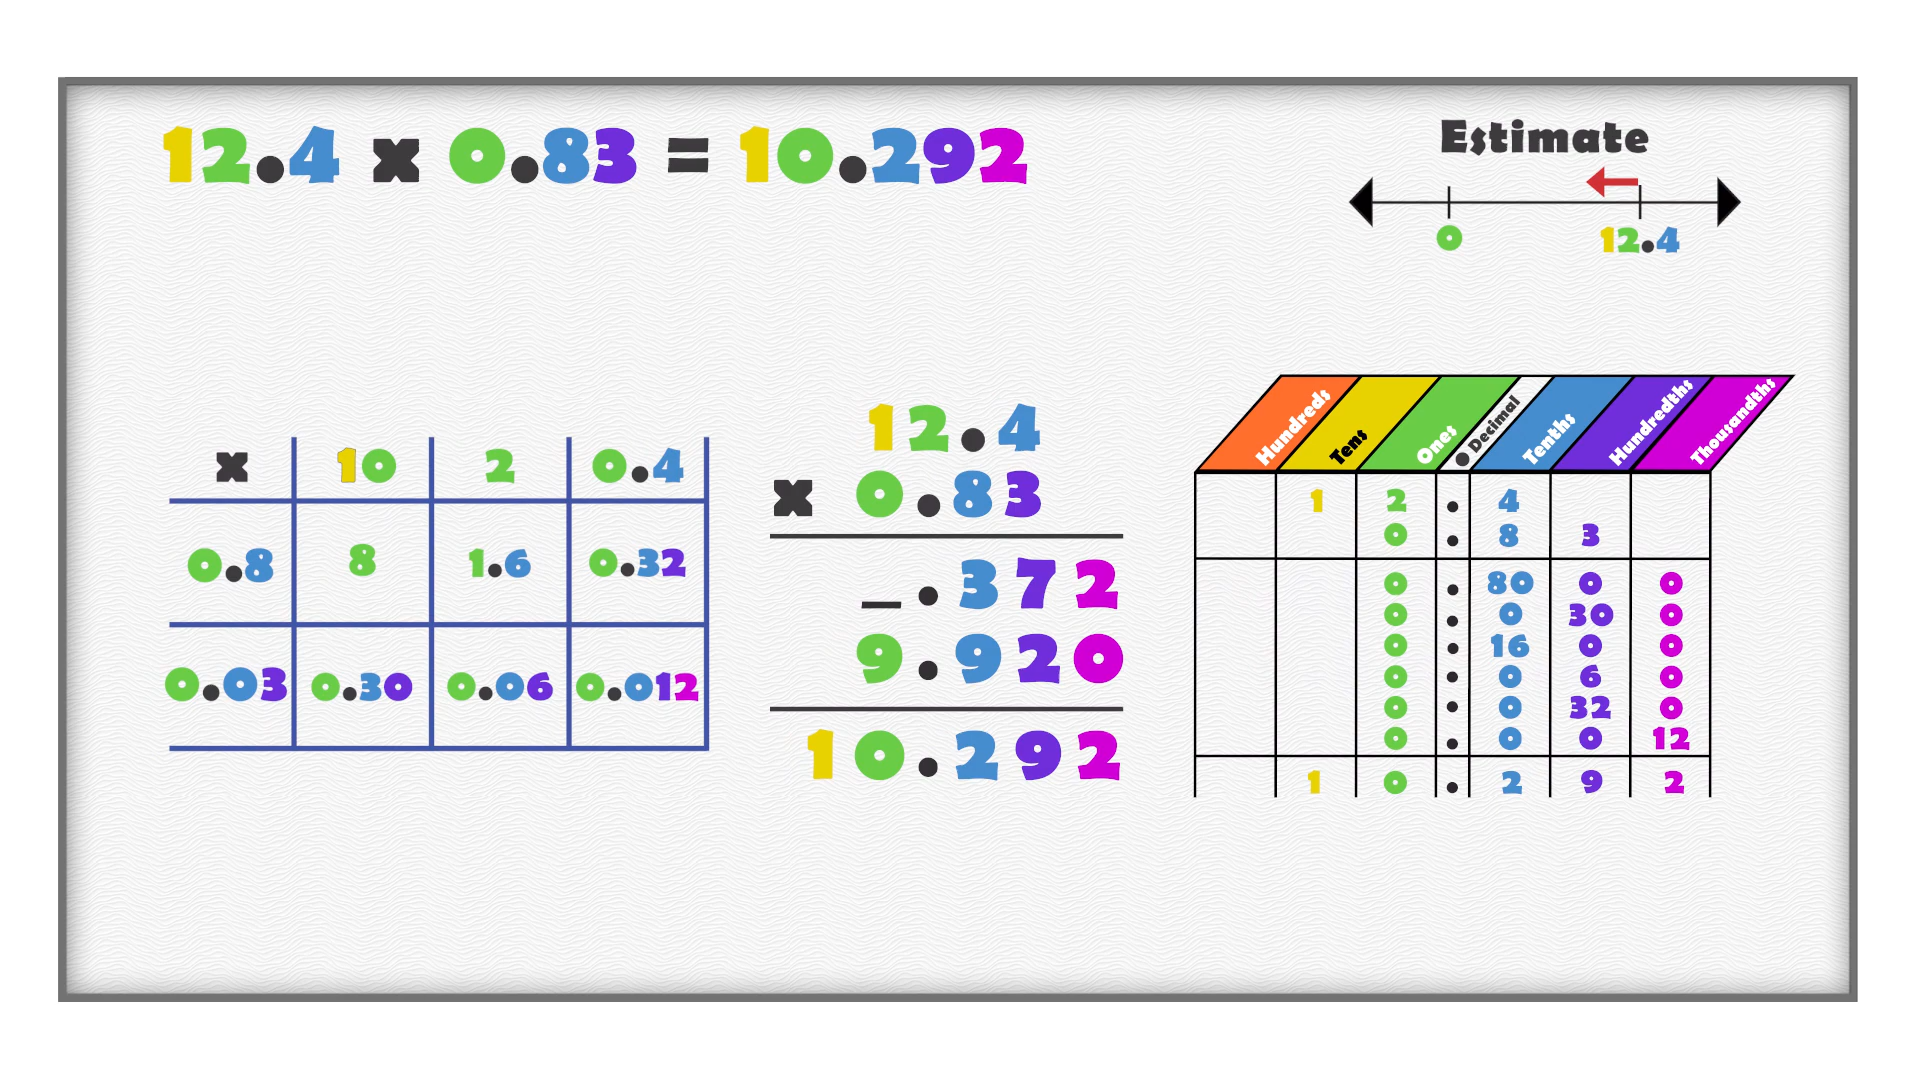 12.4 x 0.83 = 10.292
Estimate
0 12.4
x 10 2 0.4
0.8 8 1.6 0.32
0.03 0.30 0.06 0.012
12.4
x 0.83
_.372
9.920
10.292
Hundreds Tens Ones . Decimal Tenths Hundredths Thousandths
1 2 . 4
0 . 8 3
0 . 80 0 0
0 . 0 30 0
0 . 16 0 0
0 . 0 6 0
0 . 0 32 0
0 . 0 0 12
1 0 . 2 9 2